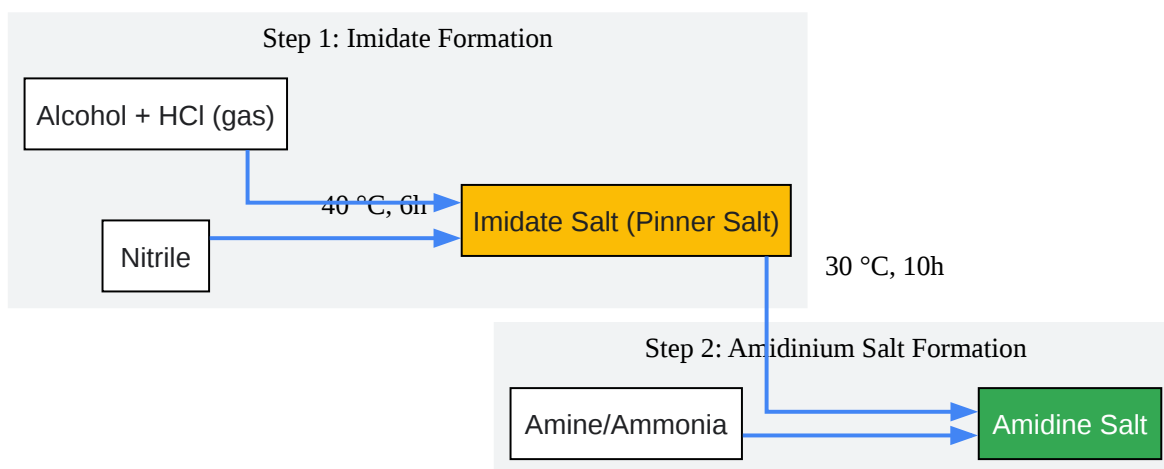 Step 1: Imidate Formation
Alcohol + HCl (gas)
40 °C, 6h
Imidate Salt (Pinner Salt)
Nitrile
30 °C, 10h
Step 2: Amidinium Salt Formation
Amine/Ammonia
Amidine Salt